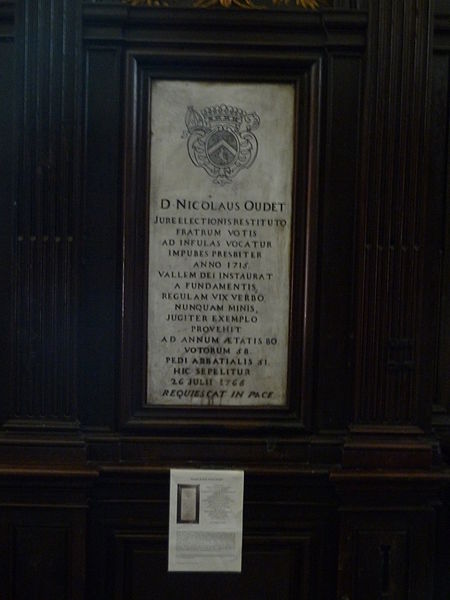 D. NICOLAUS OUDET
JURE ELECTIONIS RESTITUTO
FRATRUM VOTIS
AD INFULAS VOCATUR
IMPUBES PRESBITER
ANNO 1715.
VALLEM DEI INSTAURAT
A FUNDAMENTIS,
REGULAM VIX VERBO,
NUNQUAM MINIS,
JUGITER EXEMPLO
PROVEHIT
AD ANNUM ÆTATIS 80
VOTORUM 58.
PEDI ABBATIALIS 51.
HIC SEPELITUR
26 JULII 1766
REQUIESCAT IN PACE